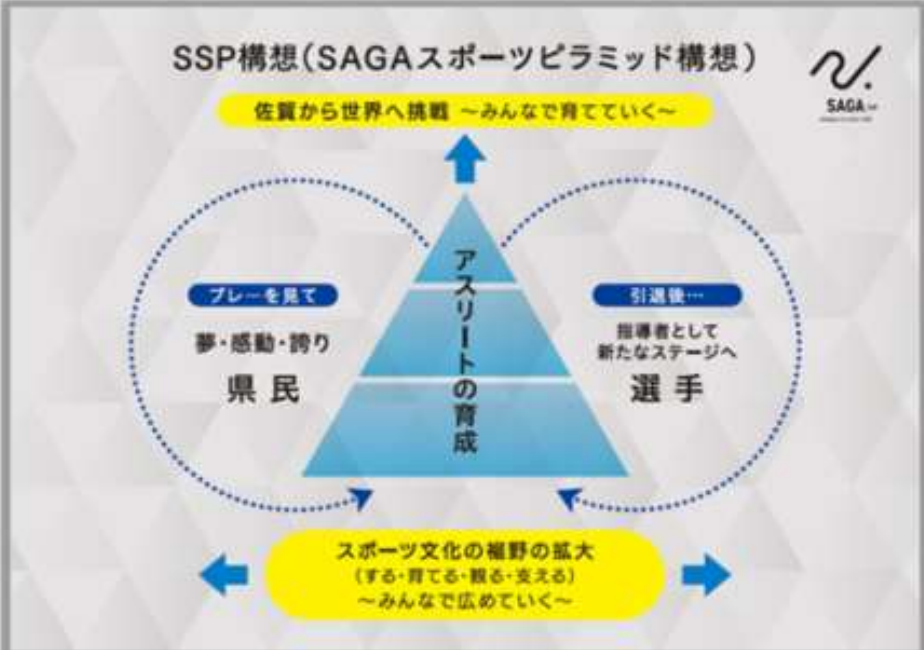 SSP構想(SAGAスポーツピラミッド構想)
SAGA
佐賀から世界へ挑戦 ～みんなで育てていく～
アスリートの育成
プレーを見て
夢・感動・誇り
県民
引退後…
指導者として
新たなステージへ
選手
スポーツ文化の裾野の拡大
(する・育てる・観る・支える)
～みんなで広めていく～